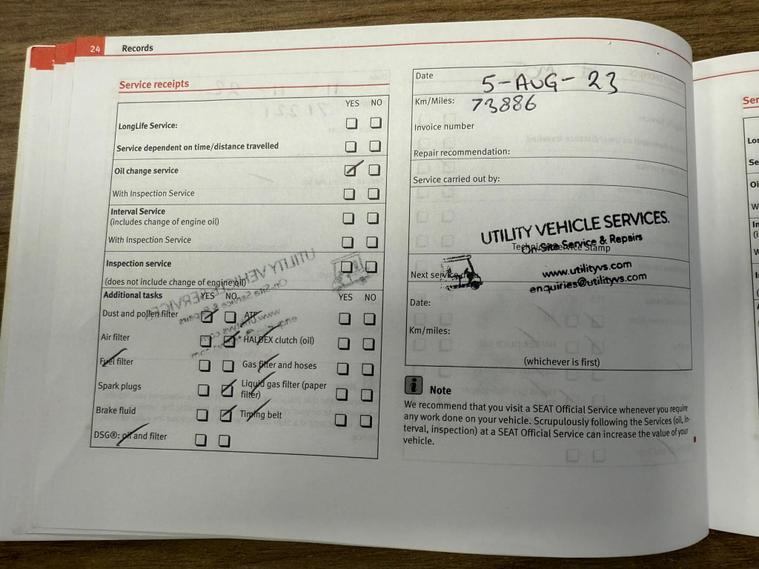 24 Records
Service receipts
YES NO
LongLife Service:
Service dependent on time/distance travelled
Oil change service
With Inspection Service
Interval Service
(includes change of engine oil)
With Inspection Service
Inspection service
(does not include change of engine oil)
Additional tasks YES NO YES NO
Dust and pollen filter ATF
Air filter * HALDEX clutch (oil)
Fuel filter Gas filter and hoses
Spark plugs Liquid gas filter (paper
filter)
Brake fluid Timing belt
DSG®: oil and filter
Date 5-AUG-23
Km/Miles: 73886
Invoice number
Repair recommendation:
Service carried out by:
UTILITY VEHICLE SERVICES.
On-Site Service & Repairs
Stamp
www.utilityvs.com
Next service
enquiries@utilityvs.com
Date:
Km/miles:
(whichever is first)
i Note
We recommend that you visit a SEAT Official Service whenever you require
any work done on your vehicle. Scrupulously following the Services (oil, in-
terval, inspection) at a SEAT Official Service can increase the value of your
vehicle.
Ser